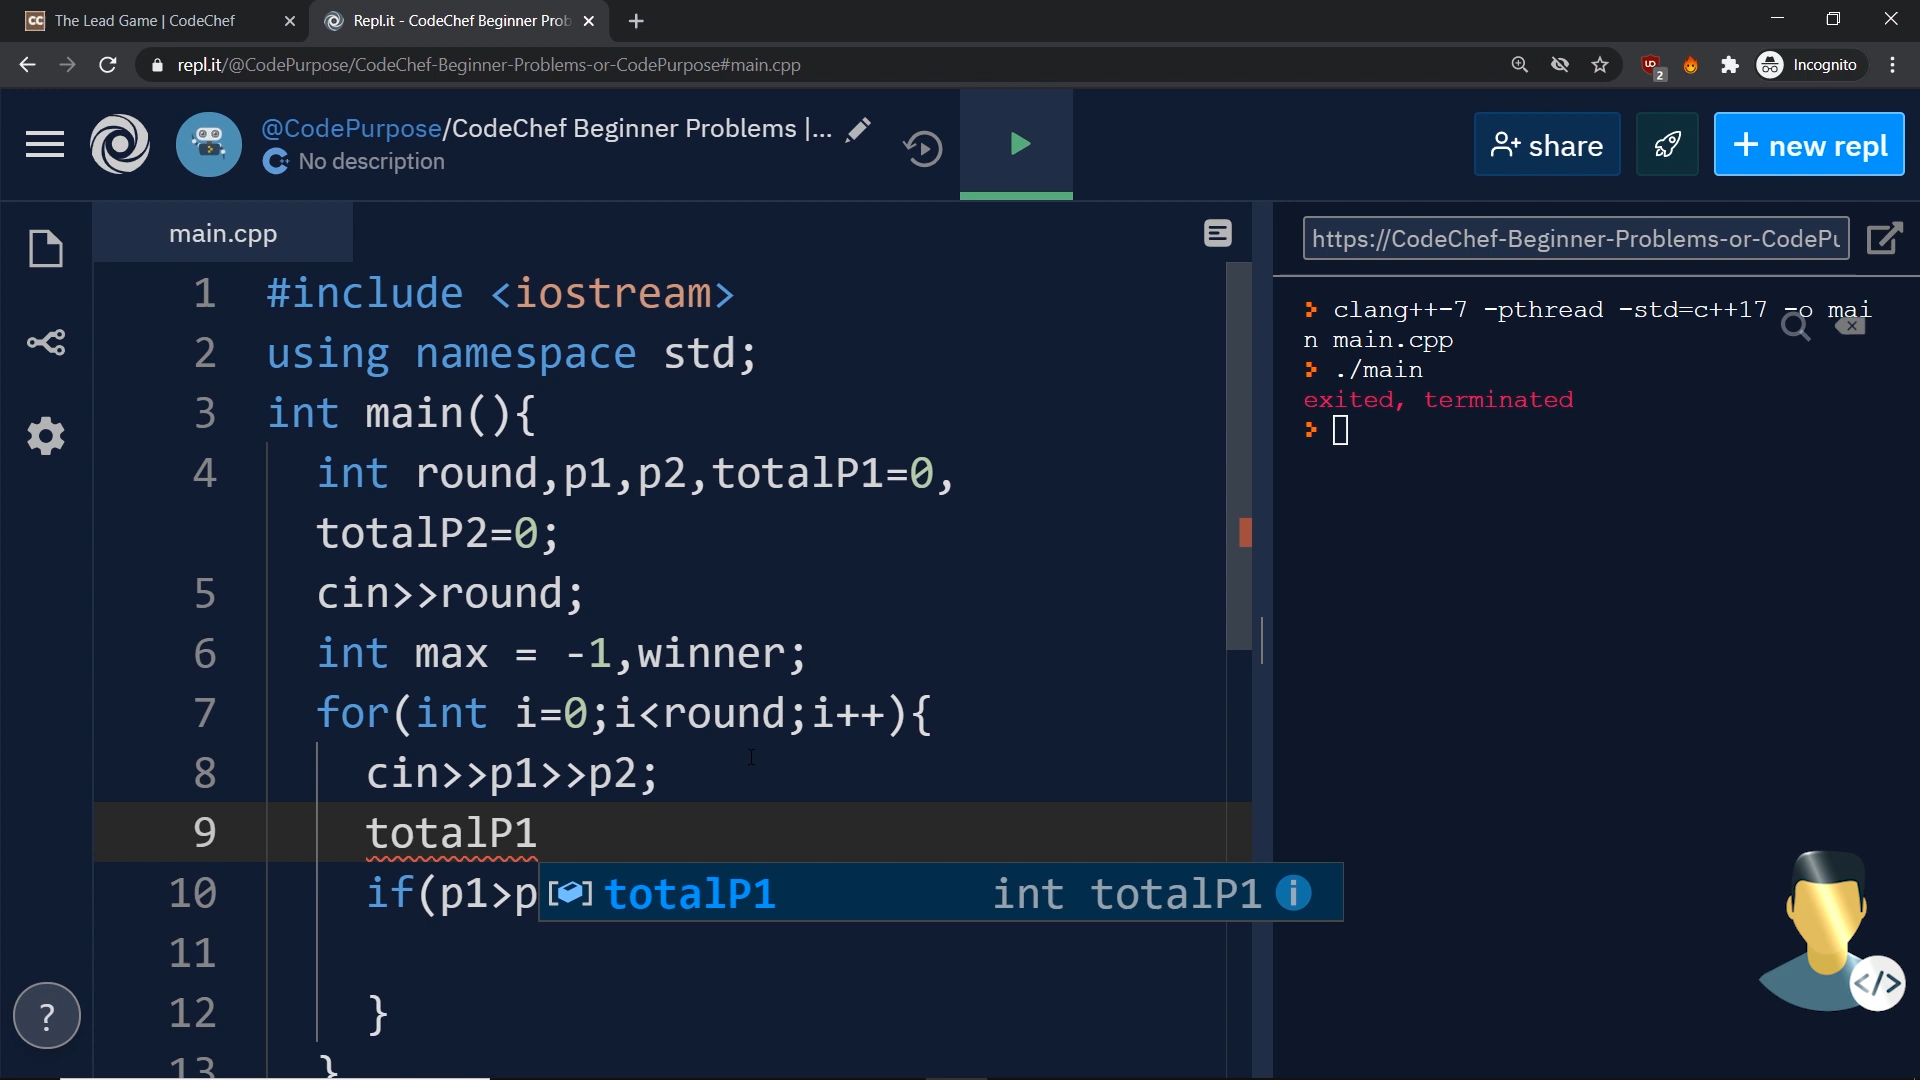 CC The Lead Game | CodeChef
Repl.it - CodeChef Beginner Prob
repl.it/@CodePurpose/CodeChef-Beginner-Problems-or-CodePurpose#main.cpp
2
Incognito
@CodePurpose/CodeChef Beginner Problems |...
No description
share
+ new repl
main.cpp
https://CodeChef-Beginner-Problems-or-CodePu
1 #include <iostream>
2 using namespace std;
3 int main(){
4 int round,p1,p2,totalP1=0,
totalP2=0;
5 cin>>round;
6 int max = -1,winner;
7 for(int i=0;i<round;i++){
8 cin>>p1>>p2;
9 totalP1
10 if(p1>p
totalP1 int totalP1
11
12 }
13 }
clang++-7 -pthread -std=c++17 -o mai
n main.cpp
./main
exited, terminated
?
</>